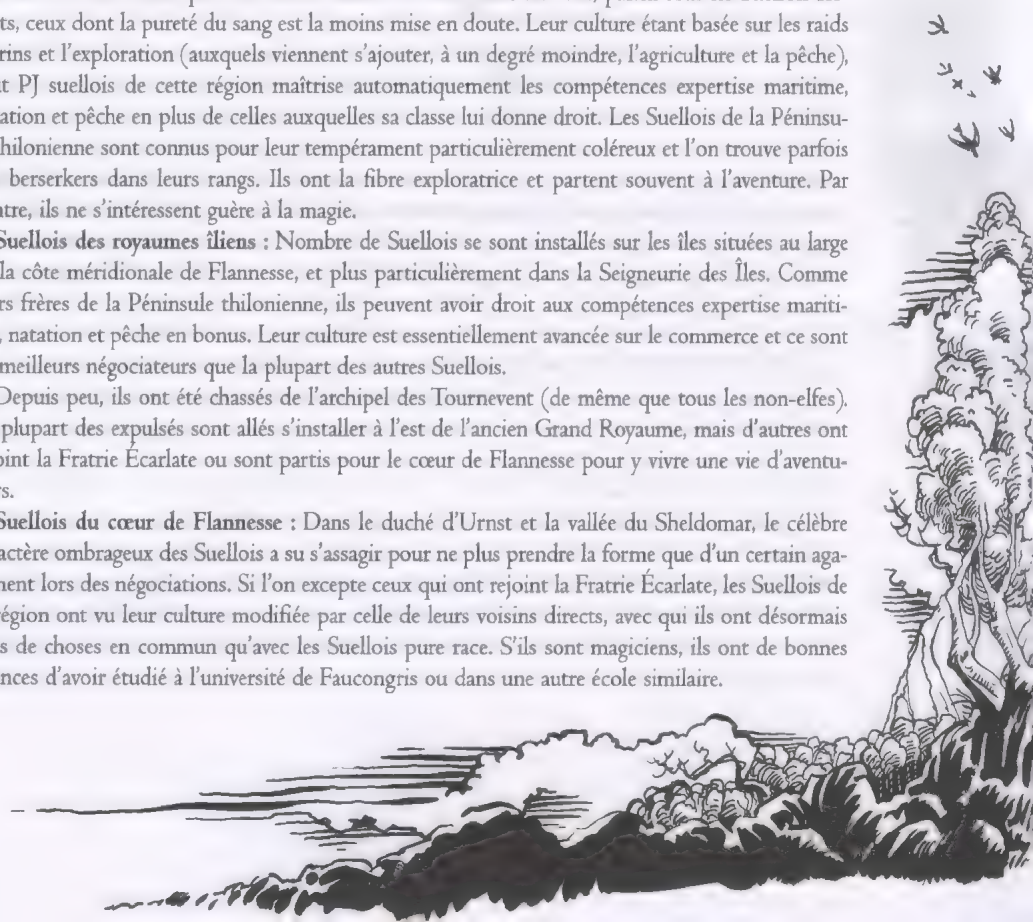 ts, ceux dont la pureté du sang est la moins mise en doute. Leur culture étant basée sur les raids
rins et l'exploration (auxquels viennent s'ajouter, à un degré moindre, l'agriculture et la pêche),
t PJ suellois de cette région maîtrise automatiquement les compétences expertise maritime,
ation et pêche en plus de celles auxquelles sa classe lui donne droit. Les Suellois de la Péninsu-
hilonienne sont connus pour leur tempérament particulièrement coléreux et l'on trouve parfois
berserkers dans leurs rangs. Ils ont la fibre exploratrice et partent souvent à l'aventure. Par
tre, ils ne s'intéressent guère à la magie.
Suellois des royaumes îliens : Nombre de Suellois se sont installés sur les îles situées au large
la côte méridionale de Flannesse, et plus particulièrement dans la Seigneurie des Îles. Comme
rs frères de la Péninsule thilonienne, ils peuvent avoir droit aux compétences expertise mariti-
, natation et pêche en bonus. Leur culture est essentiellement avancée sur le commerce et ce sont
meilleurs négociateurs que la plupart des autres Suellois.
Depuis peu, ils ont été chassés de l'archipel des Tournevent (de même que tous les non-elfes).
plupart des expulsés sont allés s'installer à l'est de l'ancien Grand Royaume, mais d'autres ont
oint la Fratrie Écarlate ou sont partis pour le cœur de Flannesse pour y vivre une vie d'aventu-
rs.
Suellois du cœur de Flannesse : Dans le duché d'Urnst et la vallée du Sheldomar, le célèbre
actère ombrageux des Suellois a su s'assagir pour ne plus prendre la forme que d'un certain aga-
ment lors des négociations. Si l'on excepte ceux qui ont rejoint la Fratrie Écarlate, les Suellois de
région ont vu leur culture modifiée par celle de leurs voisins directs, avec qui ils ont désormais
s de choses en commun qu'avec les Suellois pure race. S'ils sont magiciens, ils ont de bonnes
nces d'avoir étudié à l'université de Faucongris ou dans une autre école similaire.